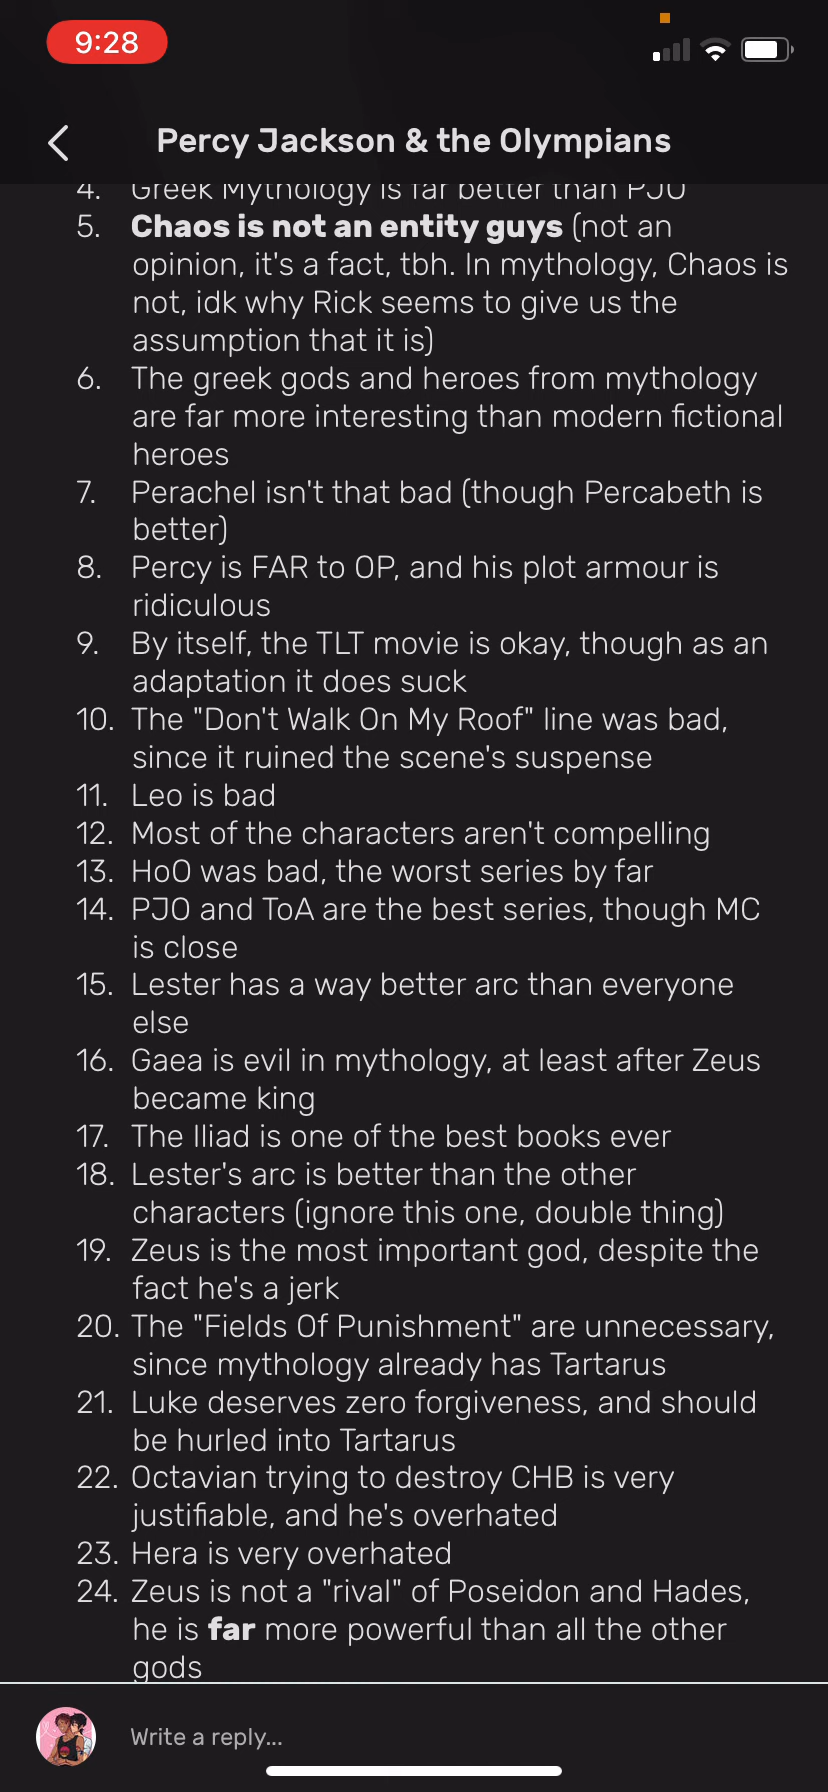 9:28
Percy Jackson & the Olympians
4. Greek Mythology is far better than PJO
5. Chaos is not an entity guys (not an
opinion, it's a fact, tbh. In mythology, Chaos is
not, idk why Rick seems to give us the
assumption that it is)
6. The greek gods and heroes from mythology
are far more interesting than modern fictional
heroes
7. Perachel isn't that bad (though Percabeth is
better)
8. Percy is FAR to OP, and his plot armour is
ridiculous
9. By itself, the TLT movie is okay, though as an
adaptation it does suck
10. The "Don't Walk On My Roof" line was bad,
since it ruined the scene's suspense
11. Leo is bad
12. Most of the characters aren't compelling
13. HoO was bad, the worst series by far
14. PJO and ToA are the best series, though MC
is close
15. Lester has a way better arc than everyone
else
16. Gaea is evil in mythology, at least after Zeus
became king
17. The Iliad is one of the best books ever
18. Lester's arc is better than the other
characters (ignore this one, double thing)
19. Zeus is the most important god, despite the
fact he's a jerk
20. The "Fields Of Punishment" are unnecessary,
since mythology already has Tartarus
21. Luke deserves zero forgiveness, and should
be hurled into Tartarus
22. Octavian trying to destroy CHB is very
justifiable, and he's overhated
23. Hera is very overhated
24. Zeus is not a "rival" of Poseidon and Hades,
he is far more powerful than all the other
gods
Write a reply...